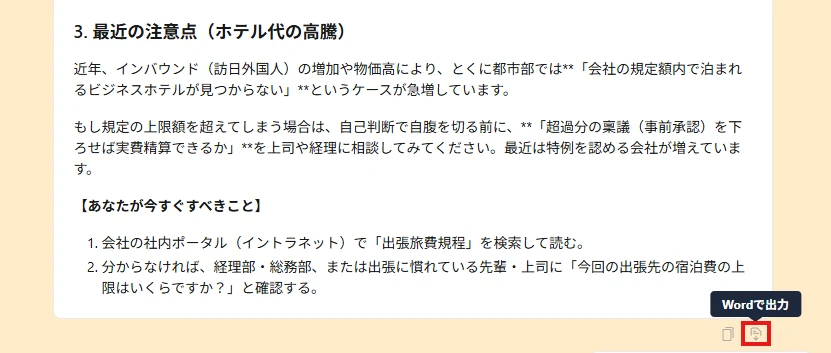 3. 最近の注意点（ホテル代の高騰）
近年、インバウンド（訪日外国人）の増加や物価高により、とくに都市部では**「会社の規定額内で泊まれ
るビジネスホテルが見つからない」**というケースが急増しています。
もし規定の上限額を超えてしまう場合は、自己判断で自腹を切る前に、**「超過分の稟議（事前承認）を下
ろせば実費精算できるか」**を上司や経理に相談してみてください。最近は特例を認める会社が増えていま
す。
【あなたが今すぐすべきこと】
1. 会社の社内ポータル（イントラネット）で「出張旅費規程」を検索して読む。
2. 分からなければ、経理部・総務部、または出張に慣れている先輩・上司に「今回の出張先の宿泊費の上
限はいくらですか？」と確認する。
Wordで出力